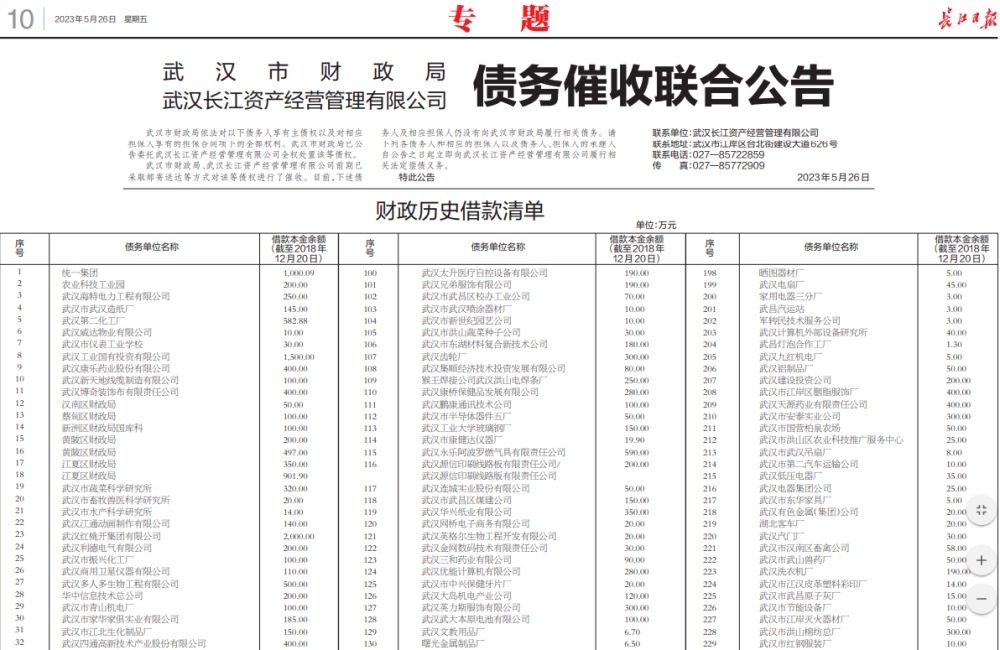 10
2023年5月26日 星期五
专 题
长江日报
武汉市财政局
武汉长江资产经营管理有限公司
债务催收联合公告
武汉市财政局依法对以下债务人享有主债权以及对相应
担保人享有的担保合同项下的全部权利。武汉市财政局已公
告委托武汉长江资产经营管理有限公司全权处置该等债权。
武汉市财政局、武汉长江资产经营管理有限公司前期已
采取邮寄送达等方式对该等债权进行了催收。目前，下述债
务人及相应担保人仍没有向武汉市财政局履行相关债务。请
下列各债务人和相应的担保人以及债务人、担保人的承继人
自公告之日起立即向武汉长江资产经营管理有限公司履行相
关法定偿债义务。
特此公告
联系单位:武汉长江资产经营管理有限公司
联系地址:武汉市江岸区台北街建设大道626号
联系电话:027—85722859
传 真:027—85772909
2023年5月26日
财政历史借款清单
单位:万元
序号 债务单位名称 借款本金余额(截至2018年12月20日)
1 统一集团 1,000.09
2 农业科技工业园 200.00
3 武汉海特电力工程有限公司 250.00
4 武汉市武汉造纸厂 145.00
5 武汉第二化工厂 582.88
6 武汉威达物业有限公司 10.00
7 武汉市仪表工业学校 30.00
8 武汉工业国有投资有限公司 1,500.00
9 武汉康乐药业股份有限公司 400.00
10 武汉新天地线缆制造有限公司 100.00
11 武汉博奇装饰布有限责任公司 400.00
12 汉南区财政局 50.00
13 蔡甸区财政局 100.00
14 新洲区财政局国库科 100.00
15 黄陂区财政局 200.00
16 黄陂区财政局 497.00
17 江夏区财政局 350.00
18 江夏区财政局 901.90
19 武汉市蔬菜科学研究所 320.00
20 武汉市畜牧兽医科学研究所 20.00
21 武汉市水产科学研究所 14.00
22 武汉江通动画制作有限公司 140.00
23 武汉红桃开集团有限公司 2,000.00
24 武汉利德电气有限公司 200.00
25 武汉市振兴化工厂 100.00
26 武汉商用卫星仪器有限公司 110.00
27 武汉多人多生物工程有限公司 500.00
28 华中信息技术总公司 200.00
29 武汉市青山机电厂 100.00
30 武汉市家华家俱实业有限公司 185.00
31 武汉市江北生化制品厂 150.00
32 武汉四通高新技术产业股份有限公司 400.00
序号 债务单位名称 借款本金余额(截至2018年12月20日)
100 武汉太升医疗自控设备有限公司 190.00
101 武汉兄弟服饰有限公司 190.00
102 武汉市武昌区校办工业公司 70.00
103 武汉市武汉喷涂器材厂 10.00
104 武汉市新世纪园艺公司 10.00
105 武汉市洪山蔬菜种子公司 30.00
106 武汉市东湖材料复合新技术公司 180.00
107 武汉齿轮厂 300.00
108 武汉集顺经济技术投资发展有限公司 80.00
109 猴王焊接公司武汉洪山电焊条厂 250.00
110 武汉康桥保健品发展有限公司 280.00
111 武汉鹏康通讯技术公司 100.00
112 武汉市半导体器件五厂 50.00
113 武汉工业大学玻璃钢厂 150.00
114 武汉市康健达仪器厂 19.90
115 武汉永乐阿波罗燃气具有限责任公司 590.00
116 武汉源信印刷线路板有限责任公司/ 200.00
武汉源信印刷线路版有限责任公司
117 武汉连城实业股份有限公司 50.00
118 武汉市武昌区煤建公司 150.00
119 武汉华兴纸业有限公司 350.00
120 武汉网桥电子商务有限公司 20.00
121 武汉英格尔生物工程开发有限公司 20.00
122 武汉金网数码技术有限责任公司 30.00
123 武汉三和药业有限公司 90.00
124 武汉优能计算机有限公司 280.00
125 武汉市中兴保健牙片厂 20.00
126 武汉大岛机电产业公司 120.00
127 武汉英力斯服饰有限公司 300.00
128 武汉武大本原电池有限公司 100.00
129 武汉文教用品厂 6.70
130 曙光金属制品厂 6.50
序号 债务单位名称 借款本金余额(截至2018年12月20日)
198 晒图器材厂 5.00
199 武汉电扇厂 45.00
200 家用电器三分厂 3.00
201 武昌汽运站 3.00
202 军转民技术服务公司 3.00
203 武汉计算机外部设备研究所 40.00
204 武昌灯泡合作工厂 1.30
205 武汉九红机电厂 5.00
206 武汉铝制品厂 50.00
207 武汉建设投资公司 200.00
208 武汉市江岸区胭脂服饰厂 400.00
209 武汉天源药业有限责任公司 400.00
210 武汉市安泰实业公司 300.00
211 武汉市国营柏泉农场 50.00
212 武汉市洪山区农业科技推广服务中心 25.00
213 武汉市武汉吊扇厂 8.00
214 武汉市第二汽车运输公司 10.00
215 武汉低压电器厂 35.00
216 武汉电器集团公司 25.00
217 武汉市东华家具厂 5.00
218 武汉有色金属(集团)公司 20.00
219 湖北客车厂 20.00
220 武汉汽门厂 30.00
221 武汉市汉南区畜禽公司 58.00
222 武汉市武山兽药厂 50.00
223 武汉洗衣机厂 190.00
224 武汉市江汉皮革塑料彩印厂 14.00
225 武汉市武昌原子灰厂 15.00
226 武汉市节能设备厂 10.00
227 武汉市江岸灭火器材厂 50.00
228 武汉市洪山棉纺总厂 300.00
229 武汉市红钢服装厂 10.00